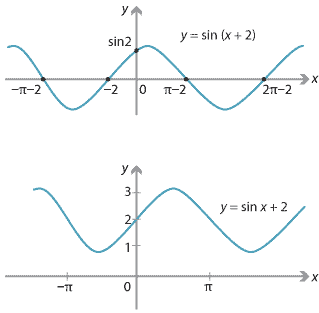 y
sin2
y = sin (x + 2)
−π−2
−2
0
π−2
2π−2
x
y
3
y = sin x + 2
2
1
−π
0
π
x